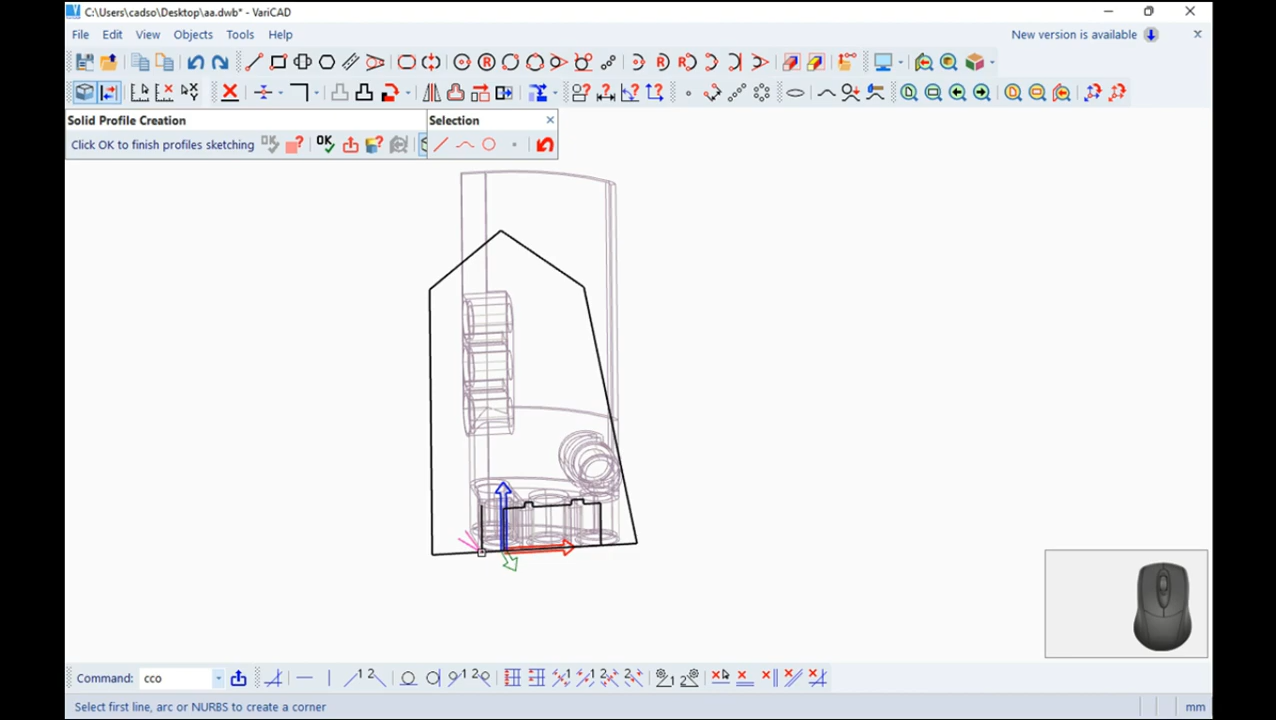 C:\Users\cadso\Desktop\aa.dwb* - VariCAD
File Edit View Objects Tools Help
New version is available
Solid Profile Creation
Selection
Click OK to finish profiles sketching
OK
OK
Command: cco
Select first line, arc or NURBS to create a corner
mm